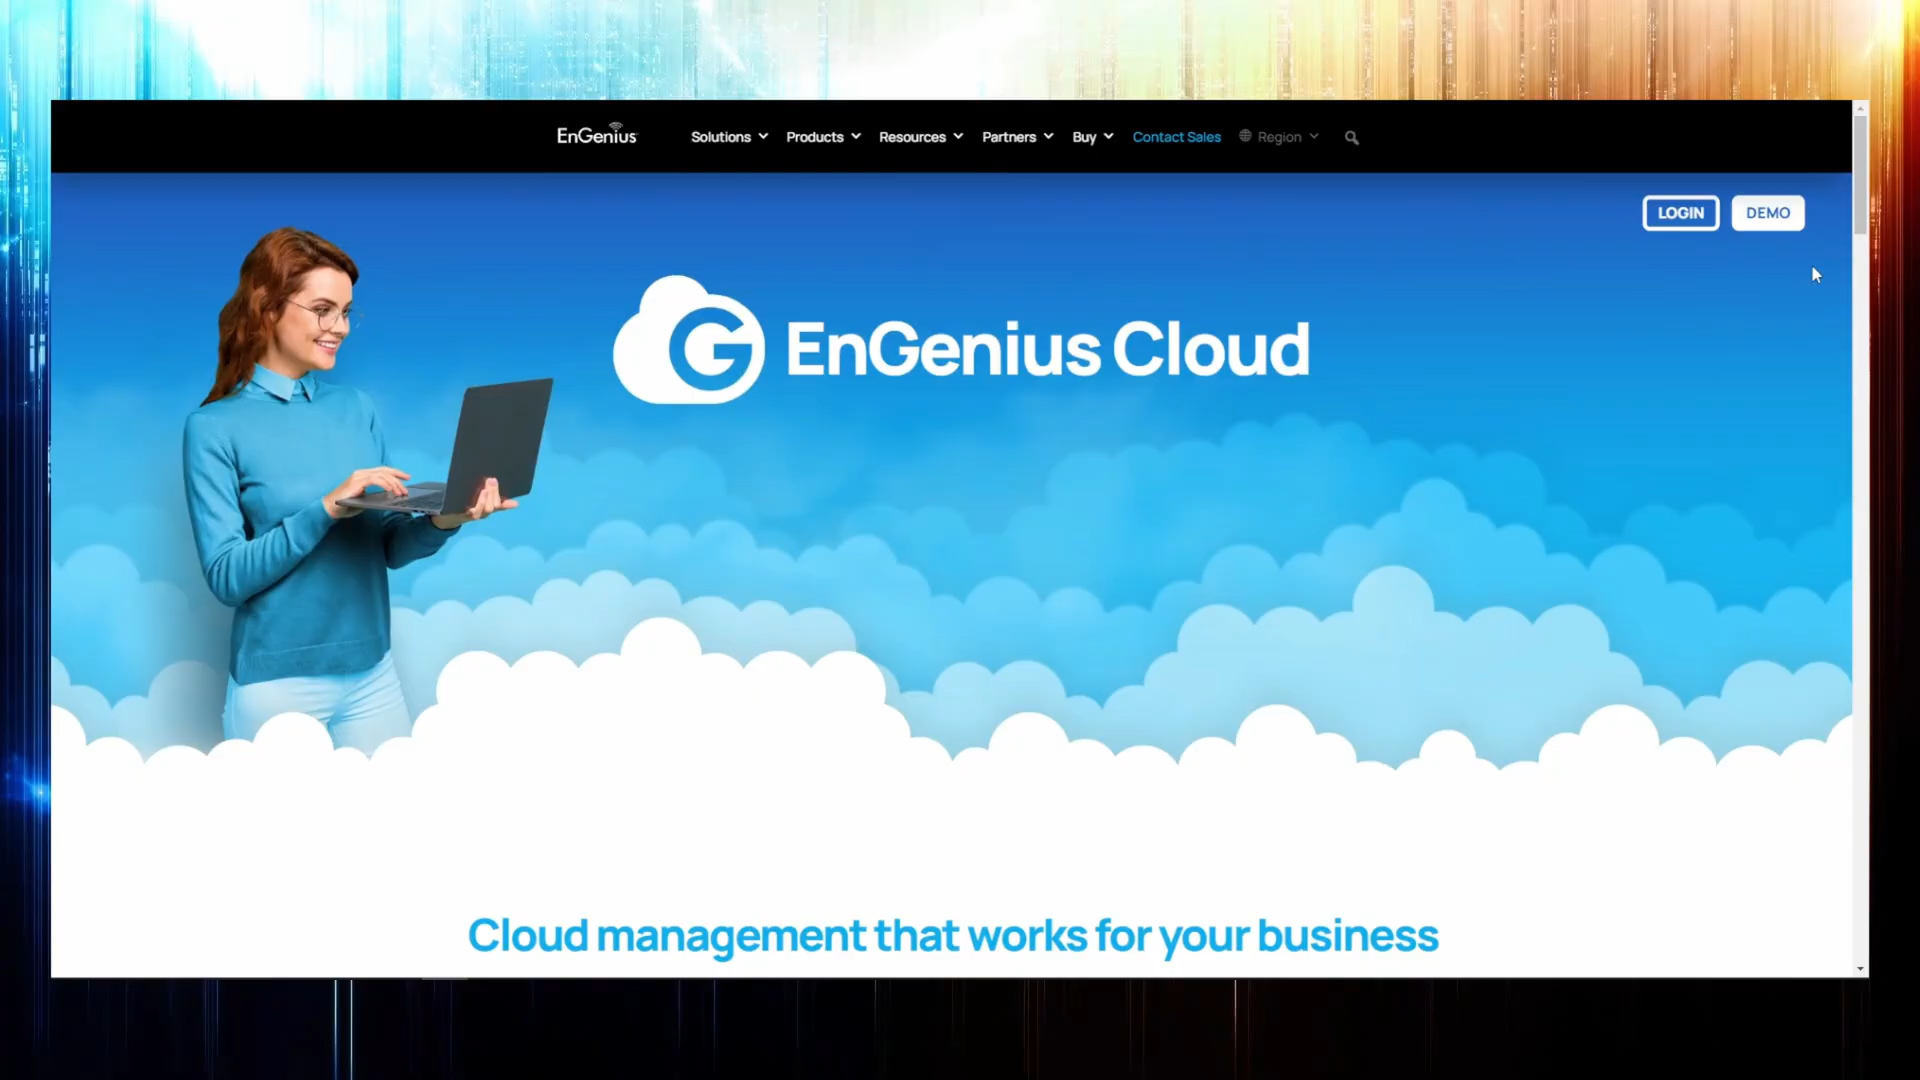 EnGenius Solutions Products Resources Partners Buy Contact Sales Region
LOGIN DEMO
G EnGenius Cloud
Cloud management that works for your business